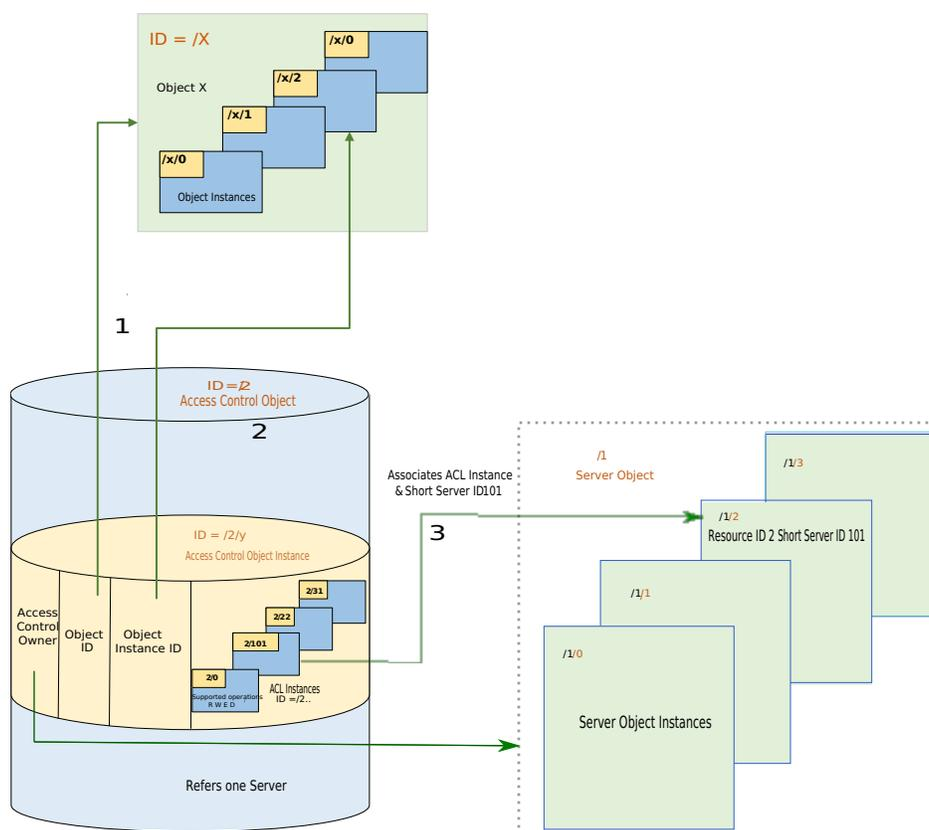 ID = /X
/x/0
/x/2
Object X
/x/1
/x/0
Object Instances
1
ID =/2
Access Control Object
2
Associates ACL Instance
& Short Server ID101
3
/1
Server Object
/1/3
/1/2
Resource ID 2 Short Server ID 101
ID = /2/y
Access Control Object Instance
2/31
2/22
2/101
2/0
Access
Control
Owner
Object
ID
Object
Instance ID
Supported operations
R W E D
ACL Instances
ID =/2..
/1/1
/1/0
Server Object Instances
Refers one Server